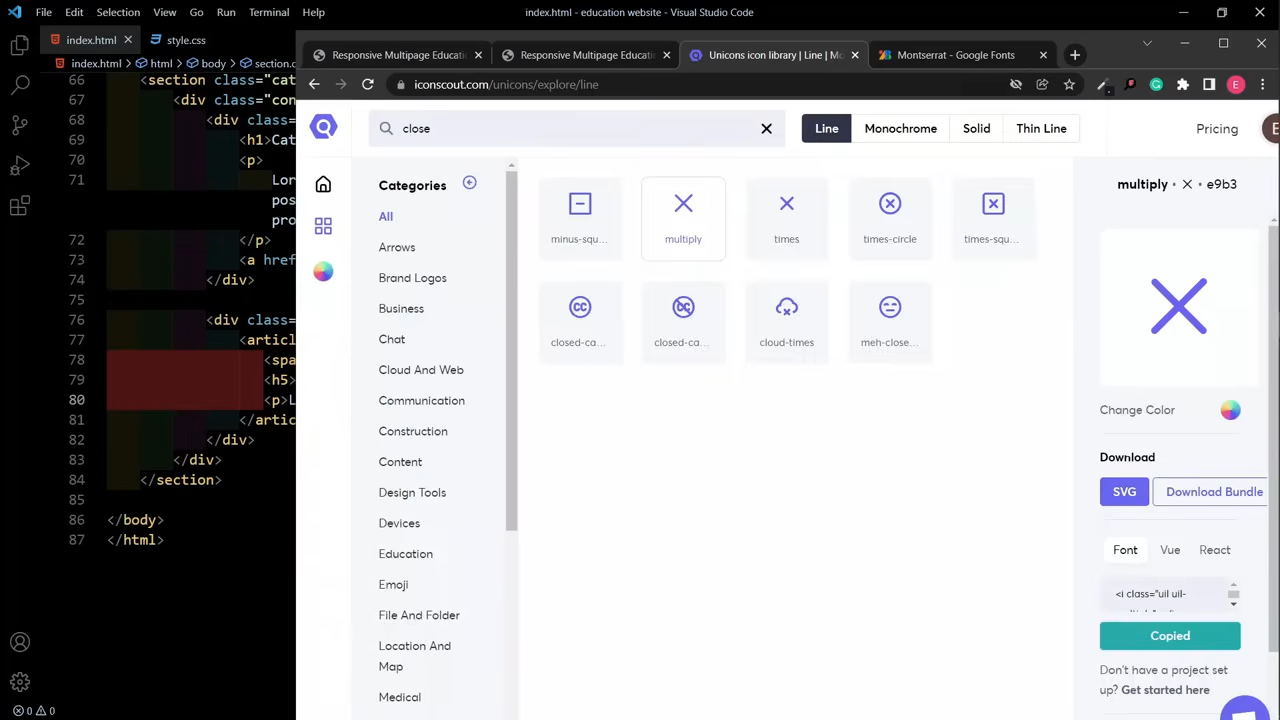 File Edit Selection View Go Run Terminal Help
index.html - education website - Visual Studio Code
index.html
style.css
index.html > html > body > section.c
66 <section class="cat
67 <div class="con
68 <div class=
69 <h1>Cat
70 <p>
71 Lor
pos
pro
72 </p>
73 <a href
74 </div>
75
76 <div class=
77 <articl
78 <spa
79 <h5>
80 <p>L
81 </artic
82 </div>
83 </div>
84 </section>
85
86 </body>
87 </html>
0 0
Responsive Multipage Educati
Responsive Multipage Educati
Unicons icon library | Line | Mo
Montserrat - Google Fonts
iconscout.com/unicons/explore/line
E
close
Line Monochrome Solid Thin Line
Pricing
E
Categories
All
Arrows
Brand Logos
Business
Chat
Cloud And Web
Communication
Construction
Content
Design Tools
Devices
Education
Emoji
File And Folder
Location And
Map
Medical
minus-squ...
multiply
times
times-circle
times-squ...
closed-ca...
closed-ca...
cloud-times
meh-close...
multiply • × • e9b3
Change Color
Download
SVG Download Bundle
Font Vue React
<i class="uil uil-
Copied
Don't have a project set
up? Get started here